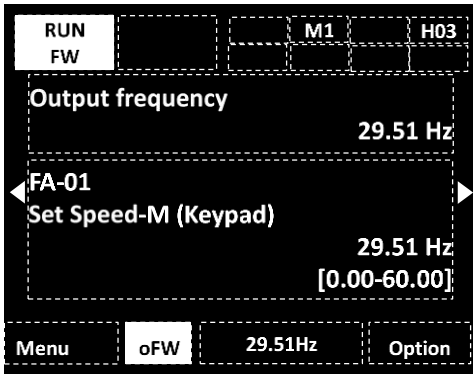 RUN
FW
M1
H03
Output frequency
29.51 Hz
FA-01
Set Speed-M (Keypad)
29.51 Hz
[0.00-60.00]
Menu
oFW
29.51Hz
Option